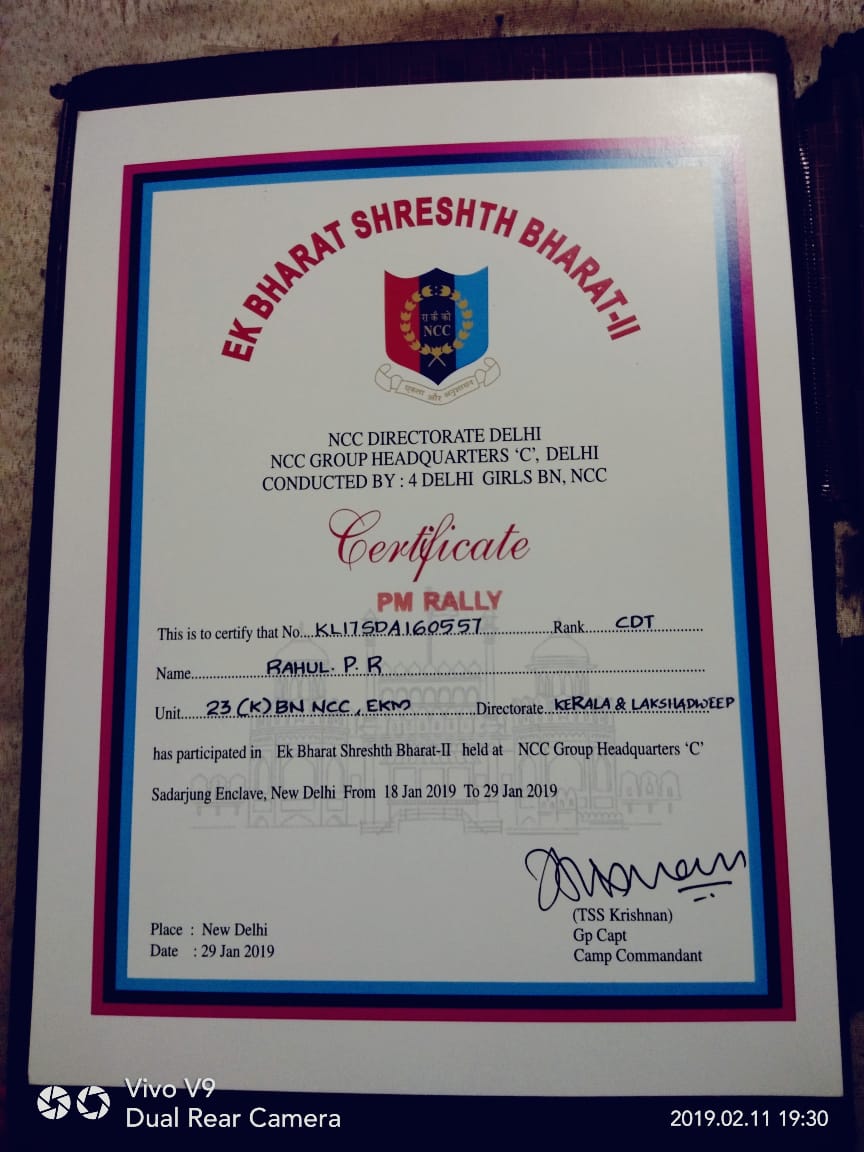 EK BHARAT SHRESHTH BHARAT-II
रा कै को
NCC
एकता और अनुशासन
NCC DIRECTORATE DELHI
NCC GROUP HEADQUARTERS ‘C’, DELHI
CONDUCTED BY : 4 DELHI GIRLS BN, NCC
Certificate
PM RALLY
This is to certify that No....KL17SDA160557..........Rank......CDT..........
Name..........RAHUL. P. R..........
Unit....23 (K) BN NCC, EKM..........Directorate..KERALA & LAKSHADWEEP
has participated in Ek Bharat Shreshth Bharat-II held at NCC Group Headquarters ‘C’
Sadarjung Enclave, New Delhi From 18 Jan 2019 To 29 Jan 2019
(TSS Krishnan)
Place : New Delhi
Gp Capt
Date : 29 Jan 2019
Camp Commandant
Vivo V9
Dual Rear Camera
2019.02.11 19:30